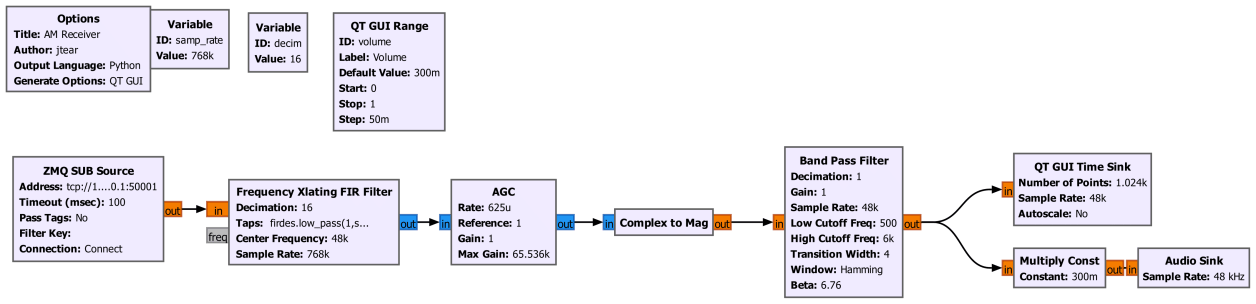 Options
Title: AM Receiver
Author: jtear
Output Language: Python
Generate Options: QT GUI
Variable
ID: samp_rate
Value: 768k
Variable
ID: decim
Value: 16
QT GUI Range
ID: volume
Label: Volume
Default Value: 300m
Start: 0
Stop: 1
Step: 50m
ZMQ SUB Source
Address: tcp://1....0.1:50001
Timeout (msec): 100
Pass Tags: No
Filter Key:
Connection: Connect
out
in
freq
Frequency Xlating FIR Filter
Decimation: 16
Taps: firdes.low_pass(1,s...
Center Frequency: 48k
Sample Rate: 768k
out
in
AGC
Rate: 625u
Reference: 1
Gain: 1
Max Gain: 65.536k
out
in
Complex to Mag
out
in
Band Pass Filter
Decimation: 1
Gain: 1
Sample Rate: 48k
Low Cutoff Freq: 500
High Cutoff Freq: 6k
Transition Width: 4
Window: Hamming
Beta: 6.76
out
in
QT GUI Time Sink
Number of Points: 1.024k
Sample Rate: 48k
Autoscale: No
in
Multiply Const
Constant: 300m
out
in
Audio Sink
Sample Rate: 48 kHz